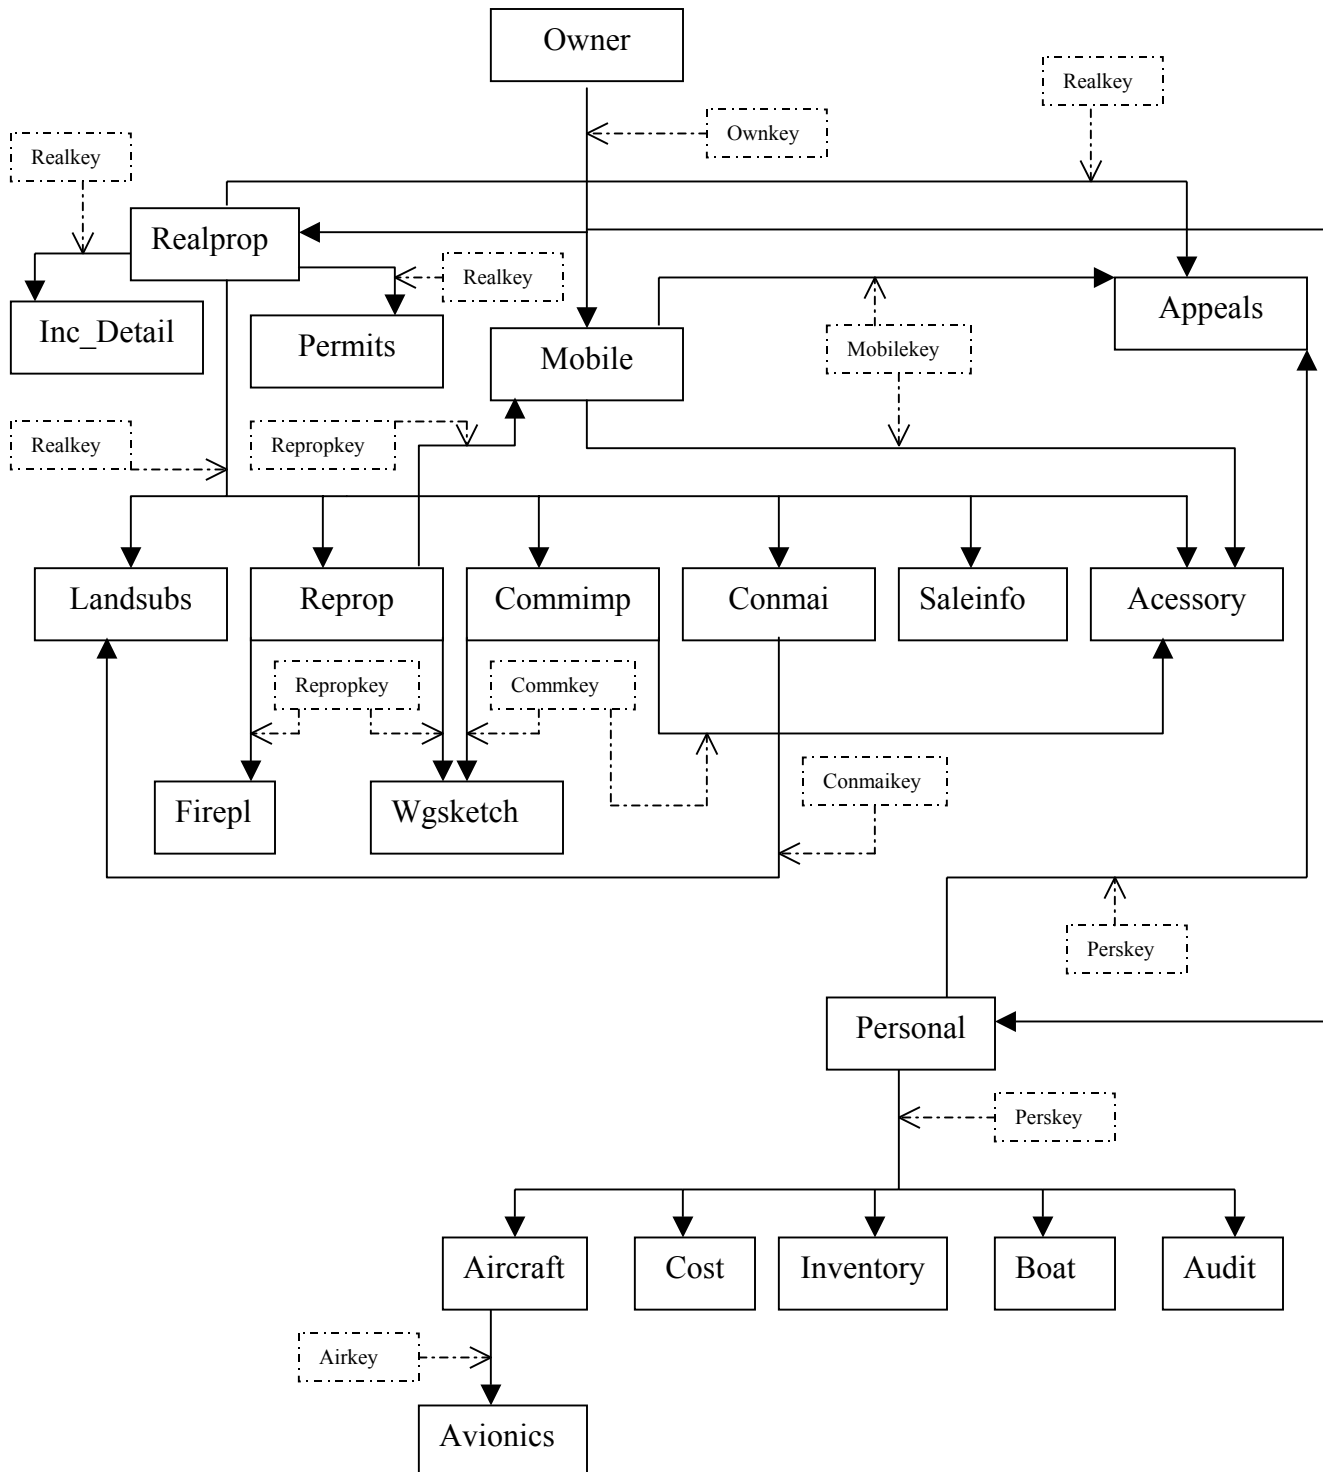 Owner
Realkey
Ownkey
Realkey
Realprop
Realkey
Inc_Detail
Permits
Mobile
Mobilekey
Appeals
Realkey
Repropkey
Landsubs
Reprop
Commimp
Conmai
Saleinfo
Acessory
Repropkey
Commkey
Conmaikey
Firepl
Wgsketch
Perskey
Personal
Perskey
Aircraft
Cost
Inventory
Boat
Audit
Airkey
Avionics